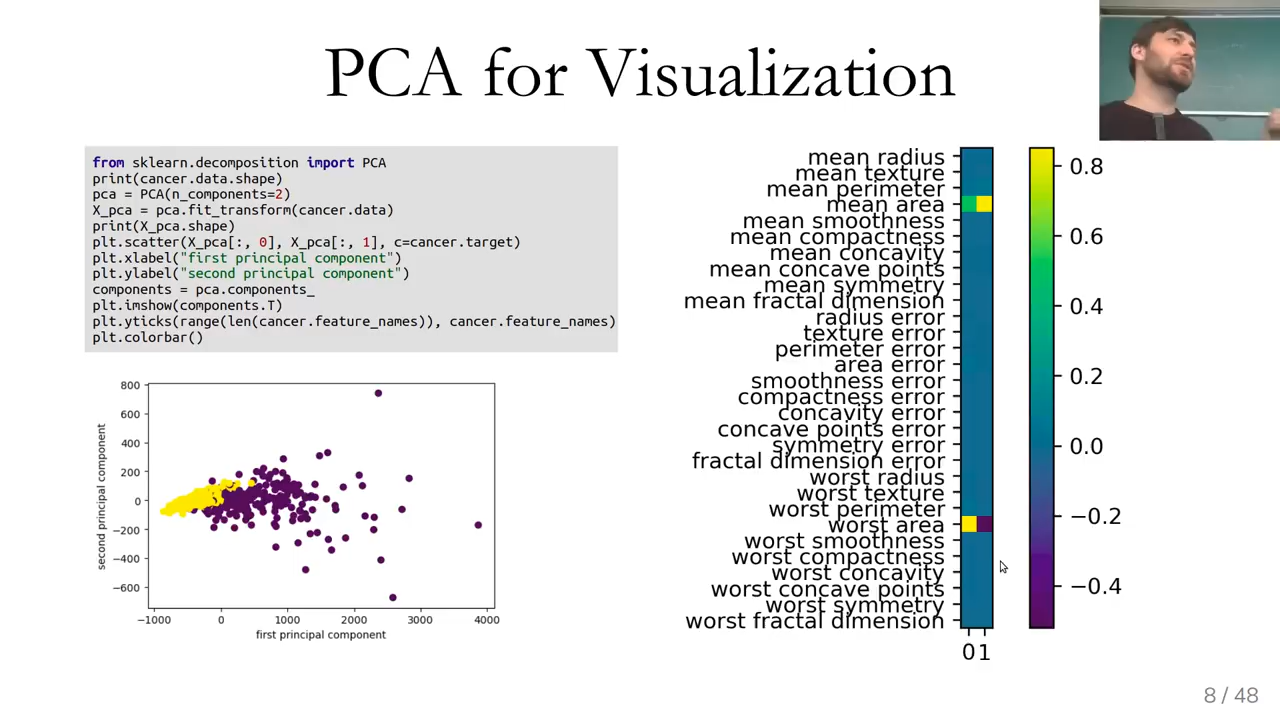 PCA for Visualization
from sklearn.decomposition import PCA
print(cancer.data.shape)
pca = PCA(n_components=2)
X_pca = pca.fit_transform(cancer.data)
print(X_pca.shape)
plt.scatter(X_pca[:, 0], X_pca[:, 1], c=cancer.target)
plt.xlabel("first principal component")
plt.ylabel("second principal component")
components = pca.components_
plt.imshow(components.T)
plt.yticks(range(len(cancer.feature_names)), cancer.feature_names)
plt.colorbar()
800
600
400
200
0
−200
−400
−600
second principal component
−1000
0
1000
2000
3000
4000
first principal component
mean radius
mean texture
mean perimeter
mean area
mean smoothness
mean compactness
mean concavity
mean concave points
mean symmetry
mean fractal dimension
radius error
texture error
perimeter error
area error
smoothness error
compactness error
concavity error
concave points error
symmetry error
fractal dimension error
worst radius
worst texture
worst perimeter
worst area
worst smoothness
worst compactness
worst concavity
worst concave points
worst symmetry
worst fractal dimension
0 1
0.8
0.6
0.4
0.2
0.0
−0.2
−0.4
8 / 48